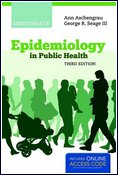 ESSENTIALS OF
Ann Aschengrau
George R. Seage III
Epidemiology
in Public Health
THIRD EDITION
INCLUDES
ONLINE
ACCESS CODE